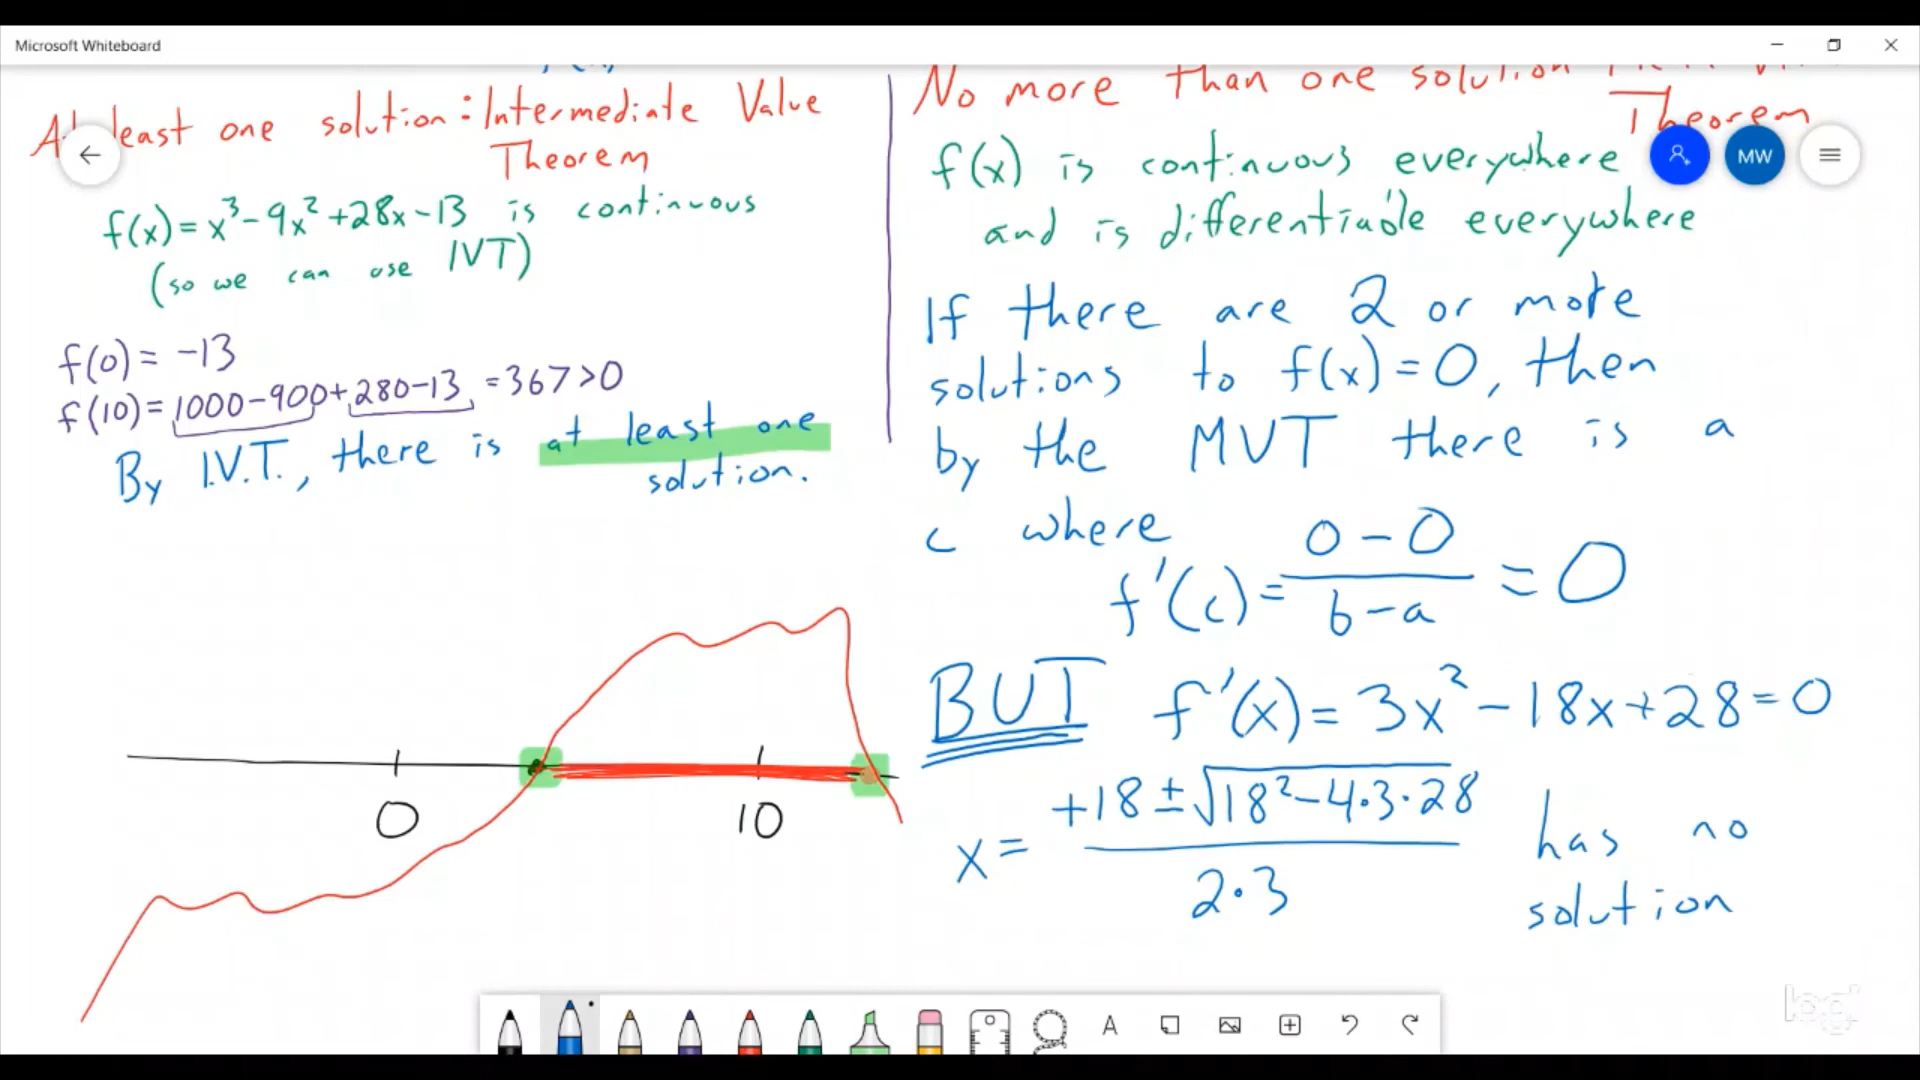 Microsoft Whiteboard
At least one solution: Intermediate Value
Theorem
f(x) = x³ - 9x² + 28x - 13 is continuous
(so we can use IVT)
f(0) = -13
f(10) = 1000 - 900 + 280 - 13 = 367 > 0
By I.V.T., there is at least one
solution.
0 10
No more than one solution
Theorem
f(x) is continuous everywhere
and is differentiable everywhere
If there are 2 or more
solutions to f(x) = 0, then
by the MVT there is a
c where
f'(c) = (0 - 0)/(b - a) = 0
BUT f'(x) = 3x² - 18x + 28 = 0
x = (+18 ± √(18² - 4·3·28))/(2·3) has no
solution
MW
A
logi